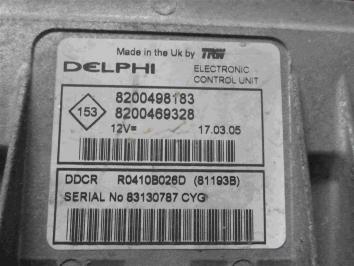 Made in the Uk by TRW
DELPHI
ELECTRONIC
CONTROL UNIT
153
8200498183
8200469328
12V=
17.03.05
DDCR R0410B026D (81193B)
SERIAL No 83130787 CYG